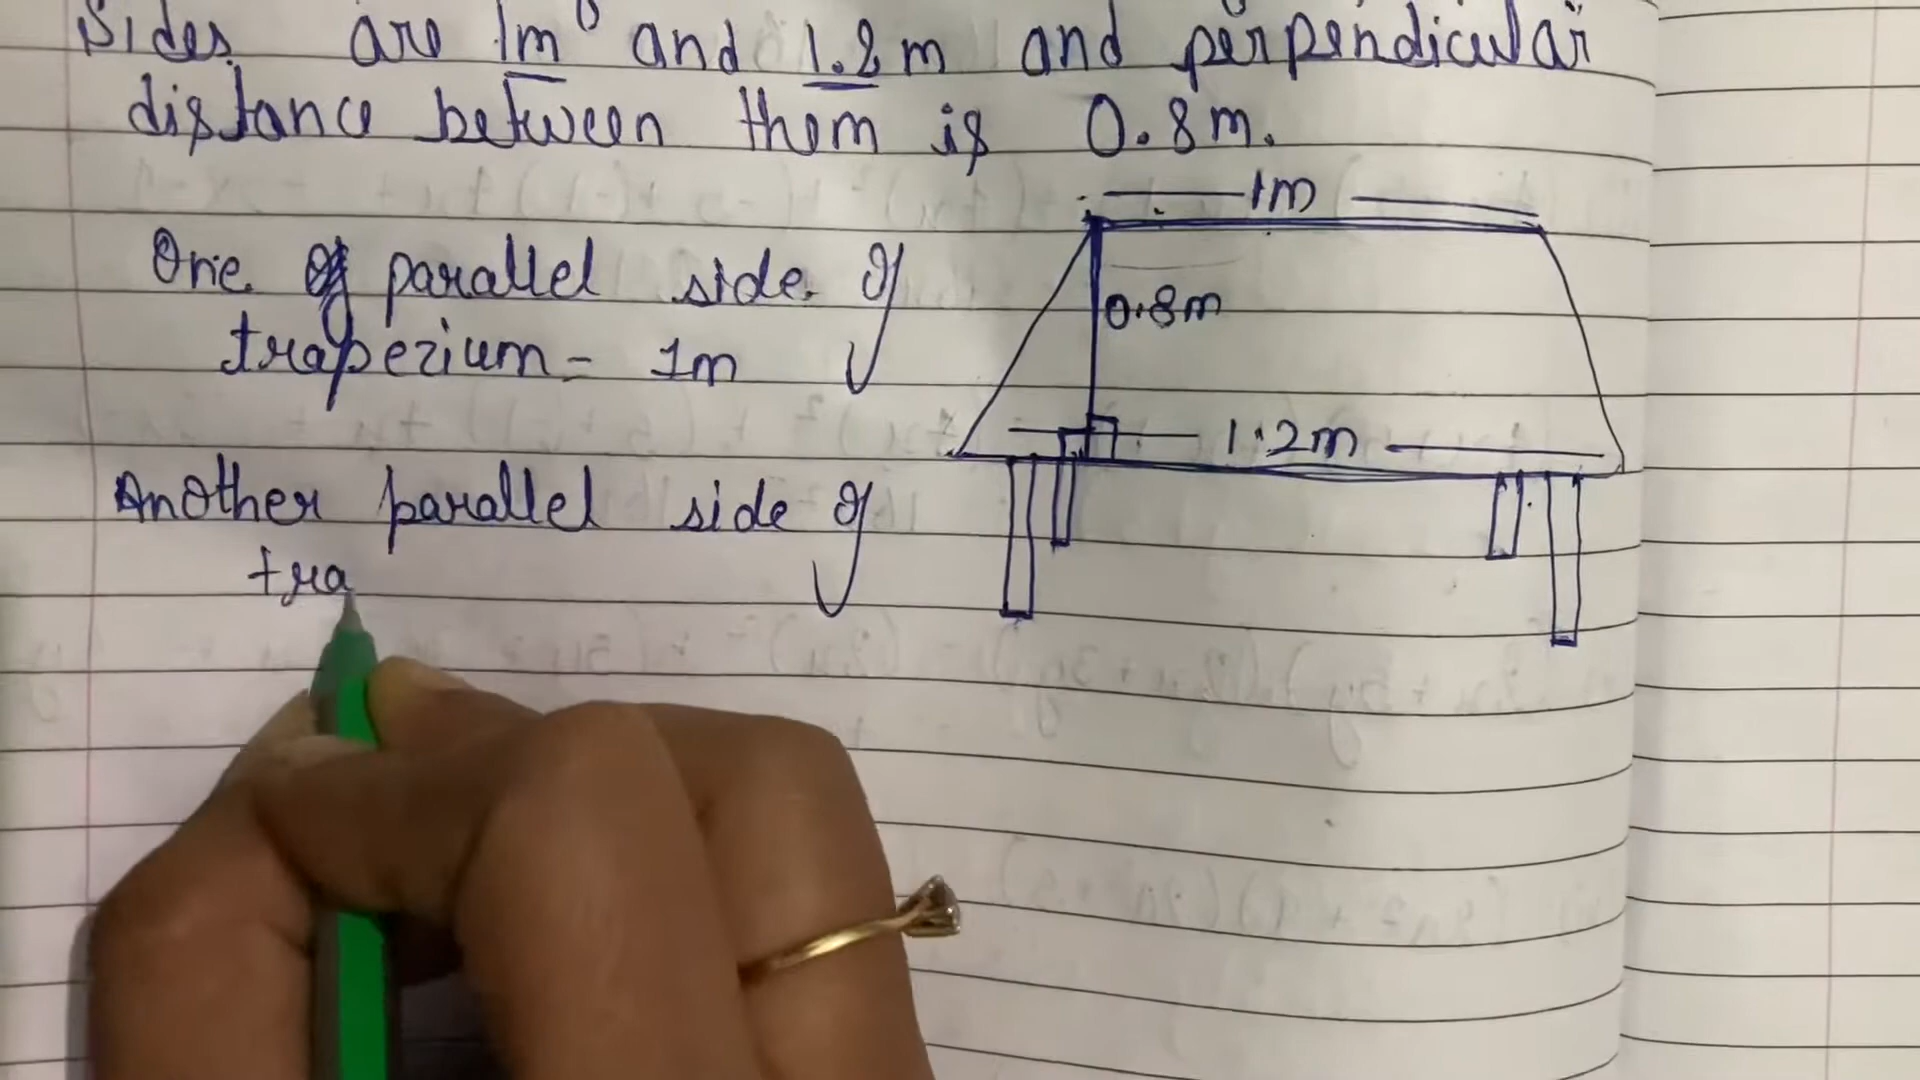 Sides are 1m and 1.2m and perpendicular
distance between them is 0.8m.
1m
One of parallel side of
trapezium = 1m
0.8m
1.2m
Another parallel side of
tra